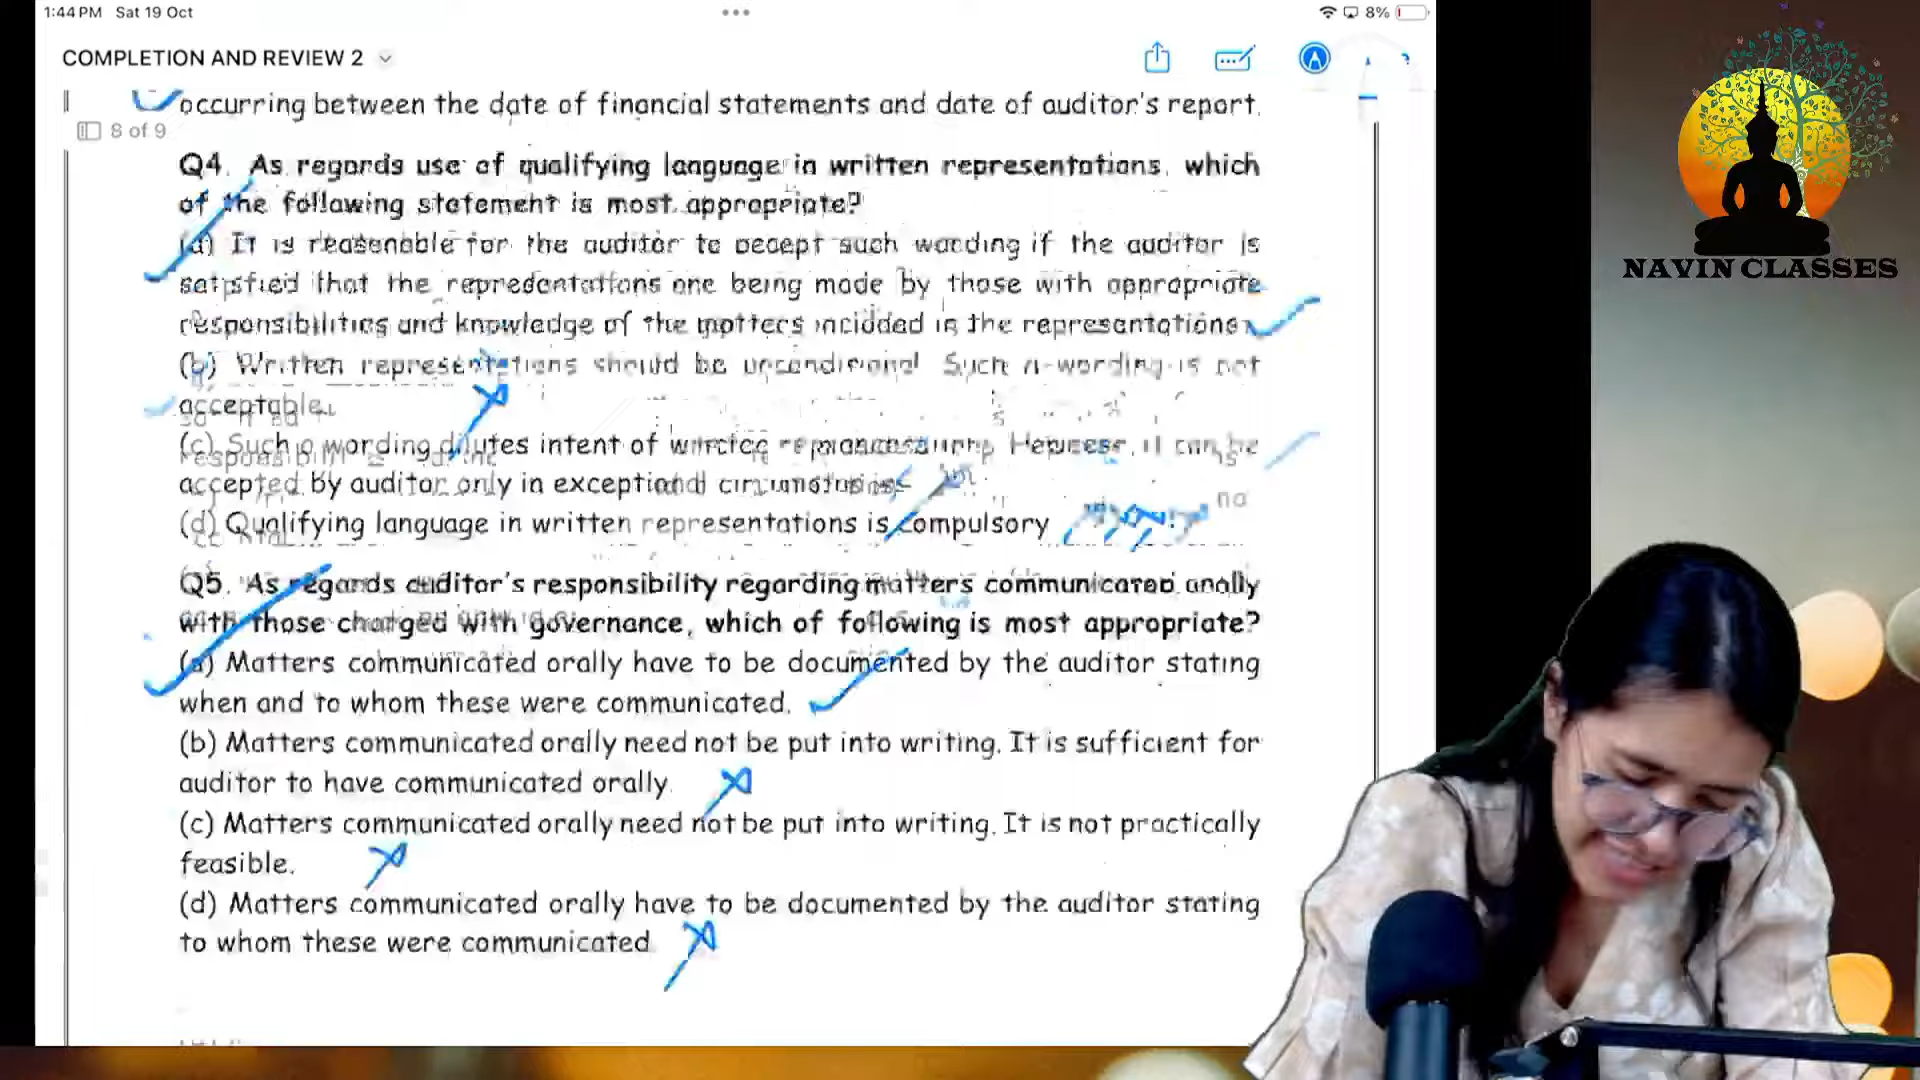 1:44 PM Sat 19 Oct
8%
COMPLETION AND REVIEW 2
occurring between the date of financial statements and date of auditor's report.
8 of 9
NAVIN CLASSES
Q4. As regards use of qualifying language in written representations, which
of the following statement is most appropriate?
(a) It is reasonable for the auditor to accept such wording if the auditor is
satisfied that the representations are being made by those with appropriate
responsibilities and knowledge of the matters included in the representations.
(b) Written representations should be unconditional. Such a wording is not
acceptable.
(c) Such a wording dilutes intent of written it can be
accepted by auditor only in exceptional circumstances
(d) Qualifying language in written representations is compulsory
Q5. As regards auditor's responsibility regarding matters communicated orally
with those charged with governance, which of following is most appropriate?
(a) Matters communicated orally have to be documented by the auditor stating
when and to whom these were communicated.
(b) Matters communicated orally need not be put into writing. It is sufficient for
auditor to have communicated orally.
(c) Matters communicated orally need not be put into writing. It is not practically
feasible.
(d) Matters communicated orally have to be documented by the auditor stating
to whom these were communicated.